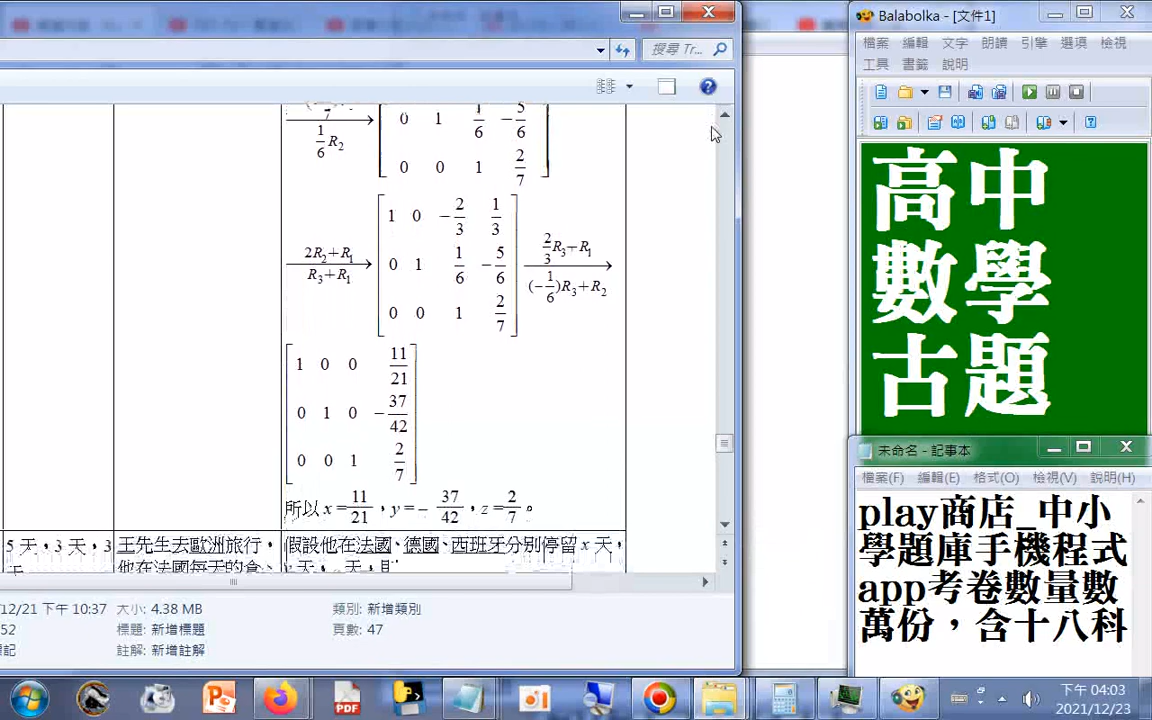 搜尋 Tr...
7
1/6 R₂
0 1 1/6 −5/6
0 0 1 2/7
2R₂+R₁
R₃+R₁
1 0 −2/3 1/3
0 1 1/6 −5/6
0 0 1 2/7
2/3 R₃+R₁
(−1/6)R₃+R₂
1 0 0 11/21
0 1 0 −37/42
0 0 1 2/7
所以 x = 11/21，y = − 37/42，z = 2/7。
5 天，3 天，3
王先生去歐洲旅行，
他在法國每天的食、
假設他在法國、德國、西班牙分別停留 x 天，
12/21 下午 10:37
大小: 4.38 MB
類別: 新增類別
52
標題: 新增標題
頁數: 47
註解: 新增註解
Balabolka - [文件1]
檔案 編輯 文字 朗讀 引擎 選項 檢視
工具 書籤 說明
高中
數學
古題
未命名 - 記事本
檔案(F) 編輯(E) 格式(O) 檢視(V) 說明(H)
play商店_中小
學題庫手機程式
app考卷數量數
萬份，含十八科
PDF
下午 04:03
2021/12/23